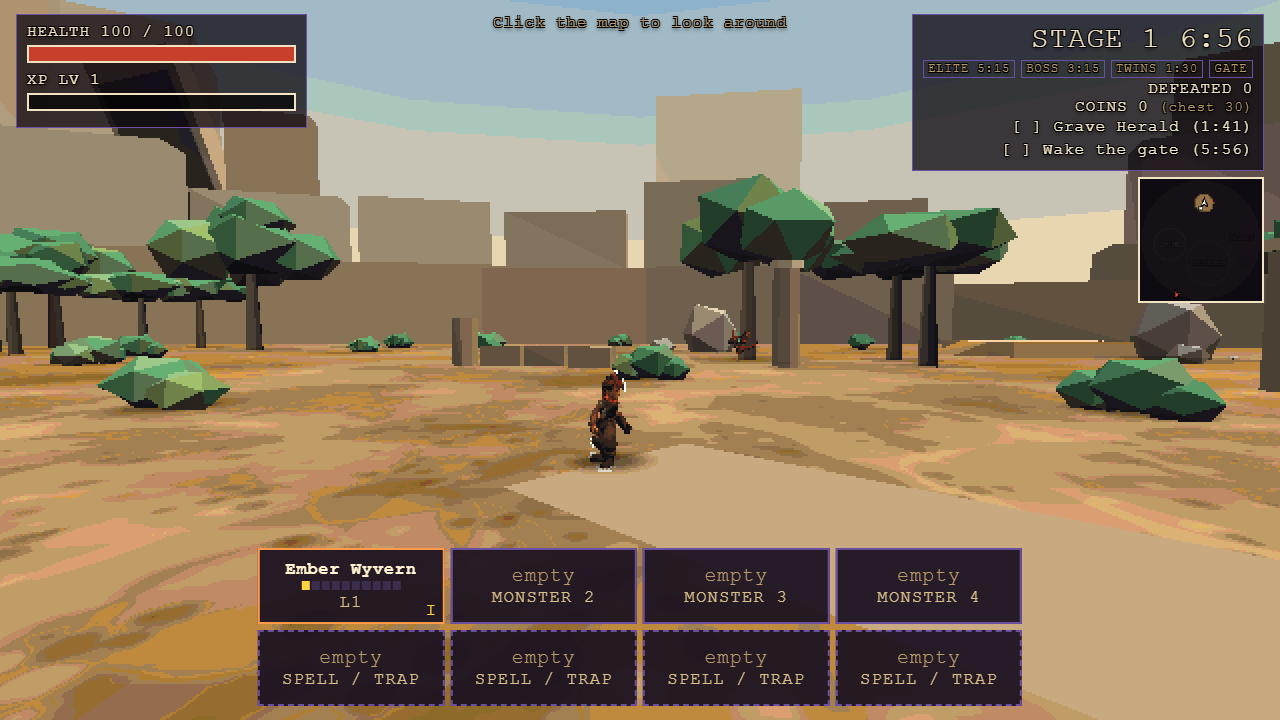 HEALTH 100 / 100
XP LV 1
Click the map to look around
STAGE 1 6:56
ELITE 5:15 BOSS 3:15 TWINS 1:30 GATE
DEFEATED 0
COINS 0 (chest 30)
[ ] Grave Herald (1:41)
[ ] Wake the gate (5:56)
Ember Wyvern
L1
I
empty
MONSTER 2
empty
MONSTER 3
empty
MONSTER 4
empty
SPELL / TRAP
empty
SPELL / TRAP
empty
SPELL / TRAP
empty
SPELL / TRAP